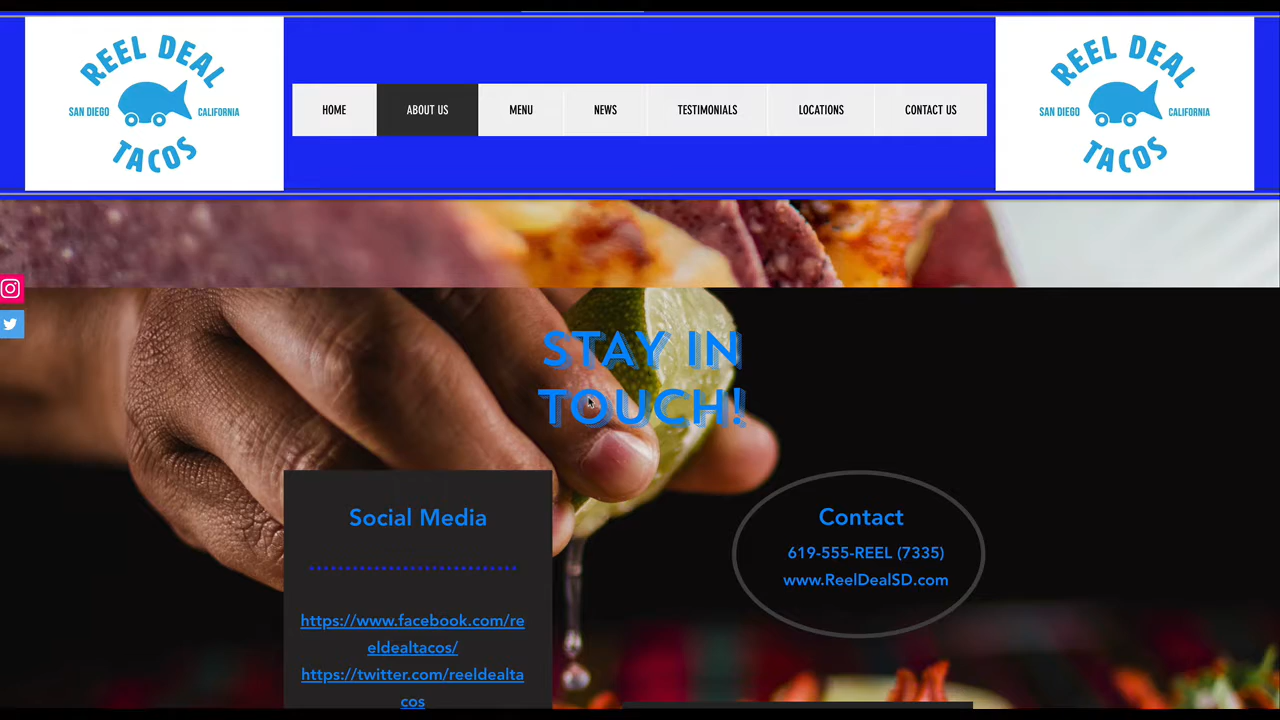 REEL DEAL
SAN DIEGO
CALIFORNIA
TACOS
HOME
ABOUT US
MENU
NEWS
TESTIMONIALS
LOCATIONS
CONTACT US
REEL DEAL
SAN DIEGO
CALIFORNIA
TACOS
STAY IN
TOUCH!
Social Media
https://www.facebook.com/re
eldealtacos/
https://twitter.com/reeldealta
cos
Contact
619-555-REEL (7335)
www.ReelDealSD.com